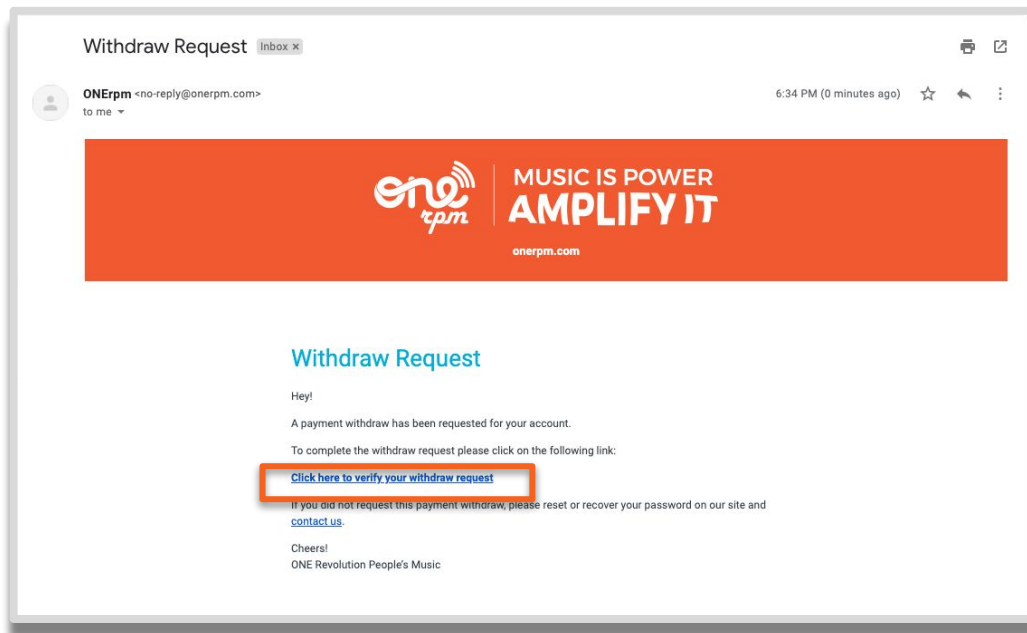 Withdraw Request Inbox x
ONErpm <no-reply@onerpm.com> 6:34 PM (0 minutes ago)
to me
one rpm
MUSIC IS POWER
AMPLIFY IT
onerpm.com
Withdraw Request
Hey!
A payment withdraw has been requested for your account.
To complete the withdraw request please click on the following link:
Click here to verify your withdraw request
If you did not request this payment withdraw, please reset or recover your password on our site and
contact us.
Cheers!
ONE Revolution People's Music